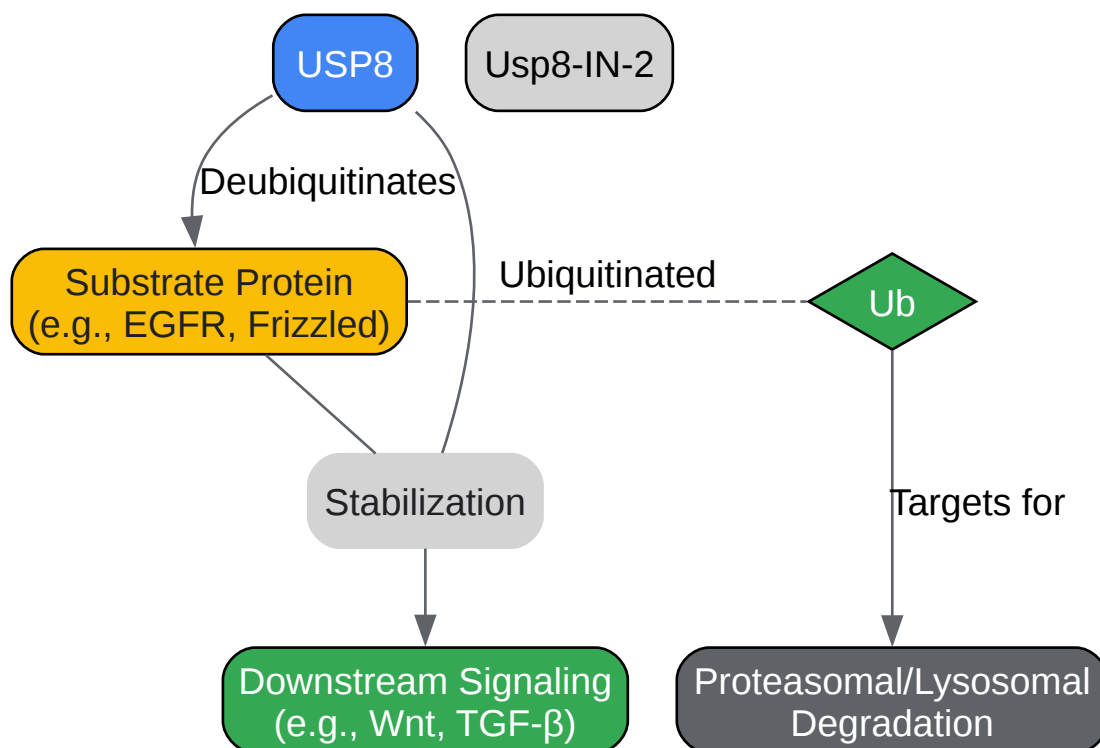 USP8
Usp8-IN-2
Deubiquitinates
Substrate Protein
(e.g., EGFR, Frizzled)
Ubiquitinated
Ub
Stabilization
Targets for
Downstream Signaling
(e.g., Wnt, TGF-β)
Proteasomal/Lysosomal
Degradation